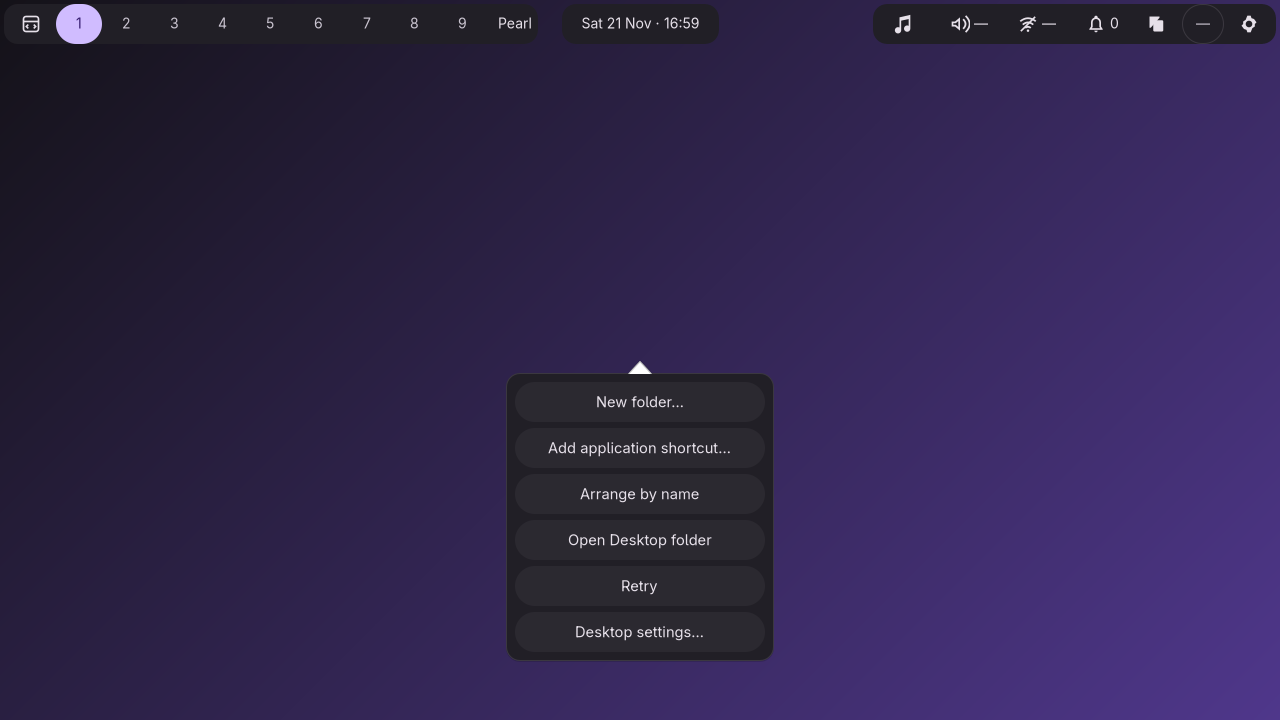 1 2 3 4 5 6 7 8 9 Pearl
Sat 21 Nov · 16:59
— — 0 —
New folder...
Add application shortcut...
Arrange by name
Open Desktop folder
Retry
Desktop settings...